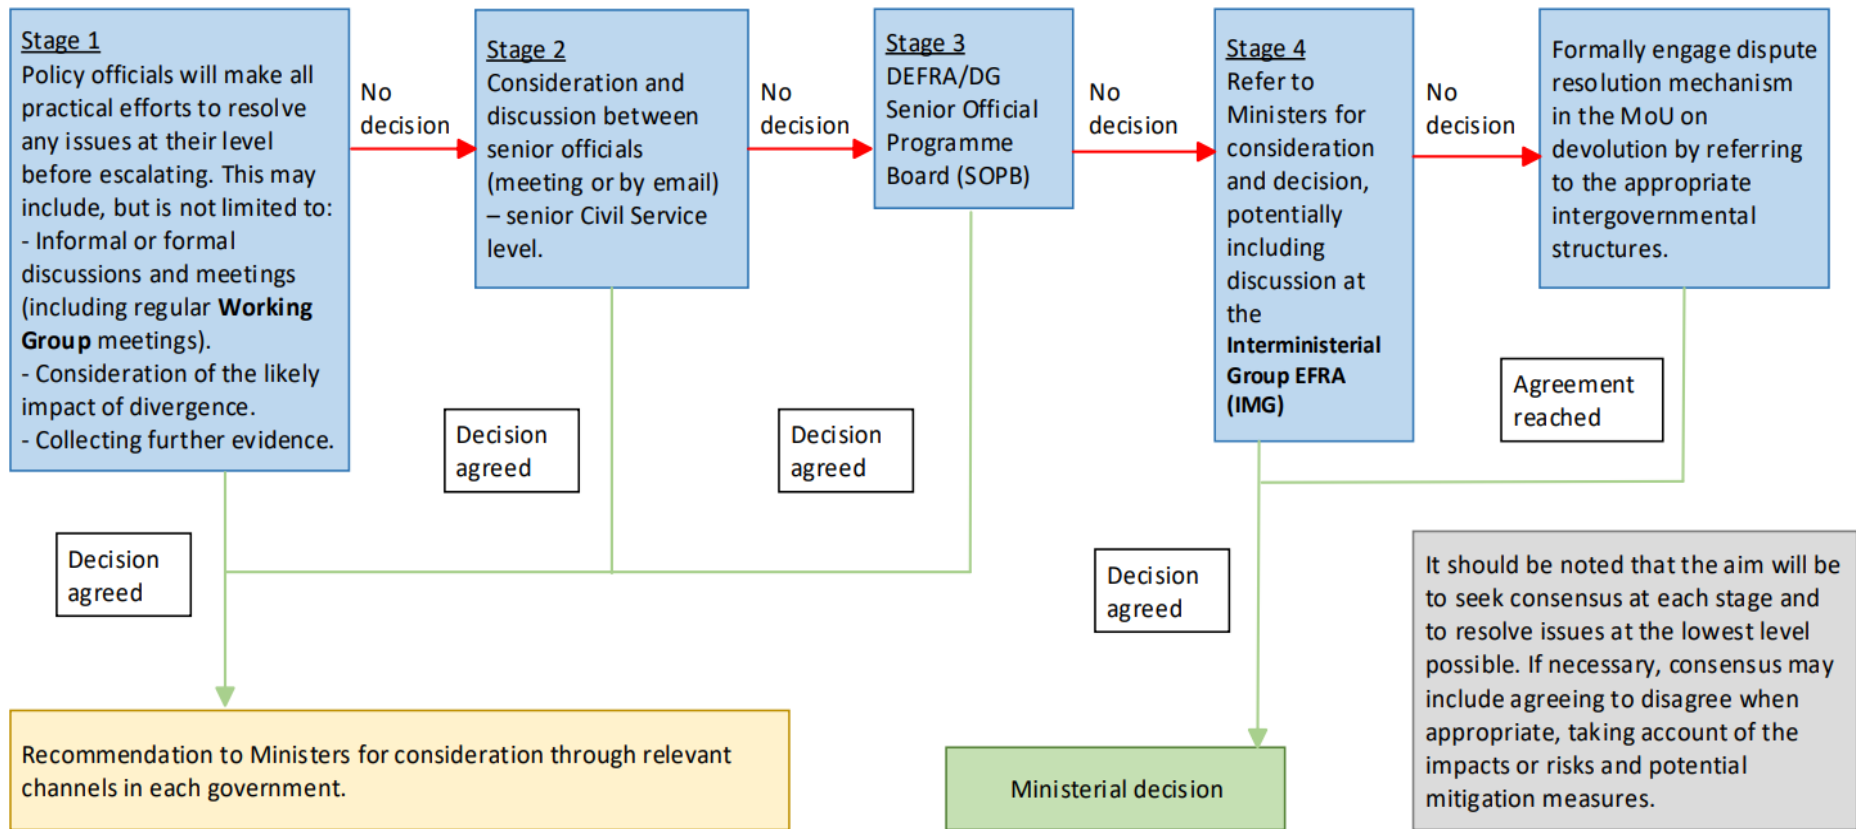 Stage 1
Policy officials will make all
practical efforts to resolve
any issues at their level
before escalating. This may
include, but is not limited to:
- Informal or formal
discussions and meetings
(including regular Working
Group meetings).
- Consideration of the likely
impact of divergence.
- Collecting further evidence.
No
decision
Stage 2
Consideration and
discussion between
senior officials
(meeting or by email)
– senior Civil Service
level.
No
decision
Stage 3
DEFRA/DG
Senior Official
Programme
Board (SOPB)
No
decision
Stage 4
Refer to
Ministers for
consideration
and decision,
potentially
including
discussion at
the
Interministerial
Group EFRA
(IMG)
No
decision
Formally engage dispute
resolution mechanism
in the MoU on
devolution by referring
to the appropriate
intergovernmental
structures.
Decision
agreed
Decision
agreed
Decision
agreed
Agreement
reached
Decision
agreed
Recommendation to Ministers for consideration through relevant
channels in each government.
Ministerial decision
It should be noted that the aim will be
to seek consensus at each stage and
to resolve issues at the lowest level
possible. If necessary, consensus may
include agreeing to disagree when
appropriate, taking account of the
impacts or risks and potential
mitigation measures.